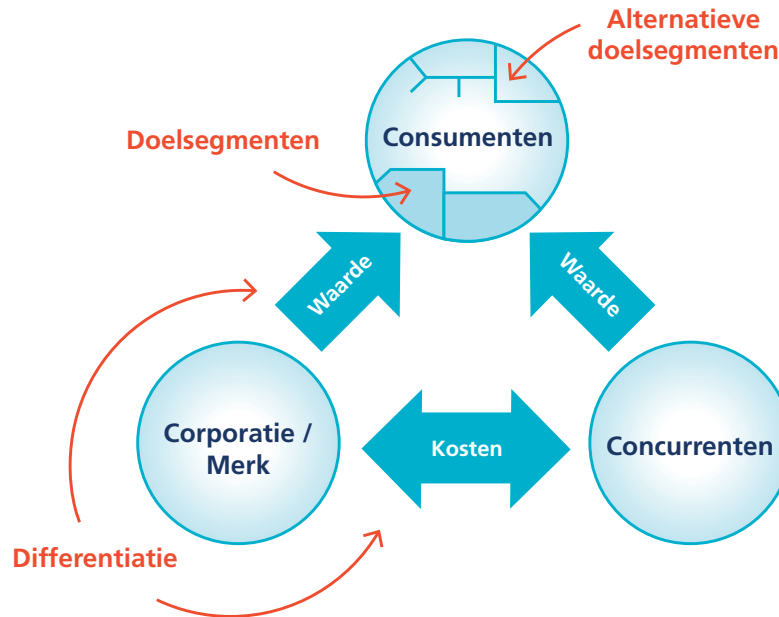 Alternatieve
doelsegmenten
Doelsegmenten
Consumenten
Waarde
Waarde
Corporatie /
Merk
Kosten
Concurrenten
Differentiatie